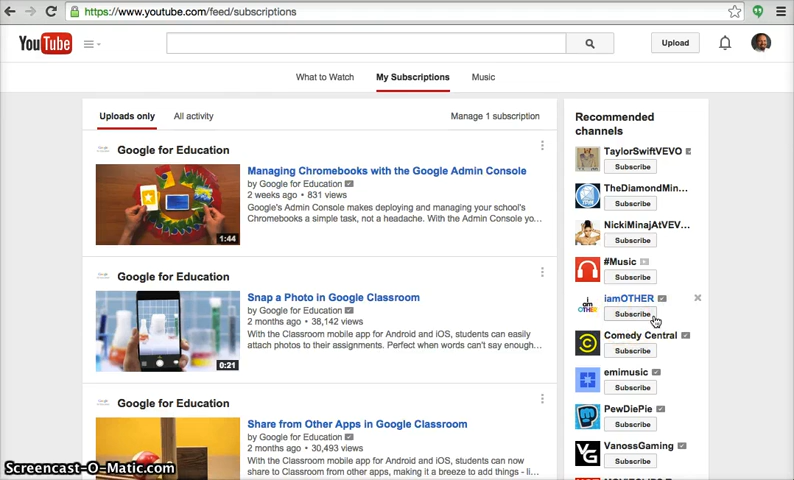 https://www.youtube.com/feed/subscriptions
YouTube
Upload
What to Watch
My Subscriptions
Music
Uploads only
All activity
Manage 1 subscription
Google for Education
Managing Chromebooks with the Google Admin Console
by Google for Education
2 weeks ago • 831 views
Google's Admin Console makes deploying and managing your school's
Chromebooks a simple task, not a headache. With the Admin Console yo...
1:44
Google for Education
Snap a Photo in Google Classroom
by Google for Education
2 months ago • 38,142 views
With the Classroom mobile app for Android and iOS, students can easily
attach photos to their assignments. Perfect when words can't say enough...
0:21
Google for Education
Share from Other Apps in Google Classroom
by Google for Education
2 months ago • 30,493 views
With the Classroom mobile app for Android and iOS, students can now
share to Classroom from other apps, making it a breeze to add things - li...
Recommended
channels
TaylorSwiftVEVO
Subscribe
TheDiamondMin...
Subscribe
NickiMinajAtVEV...
Subscribe
#Music
Subscribe
i am OTHER
iamOTHER
Subscribe
Comedy Central
Subscribe
emimusic
Subscribe
PewDiePie
Subscribe
VG
VanossGaming
Subscribe
Screencast-O-Matic.com